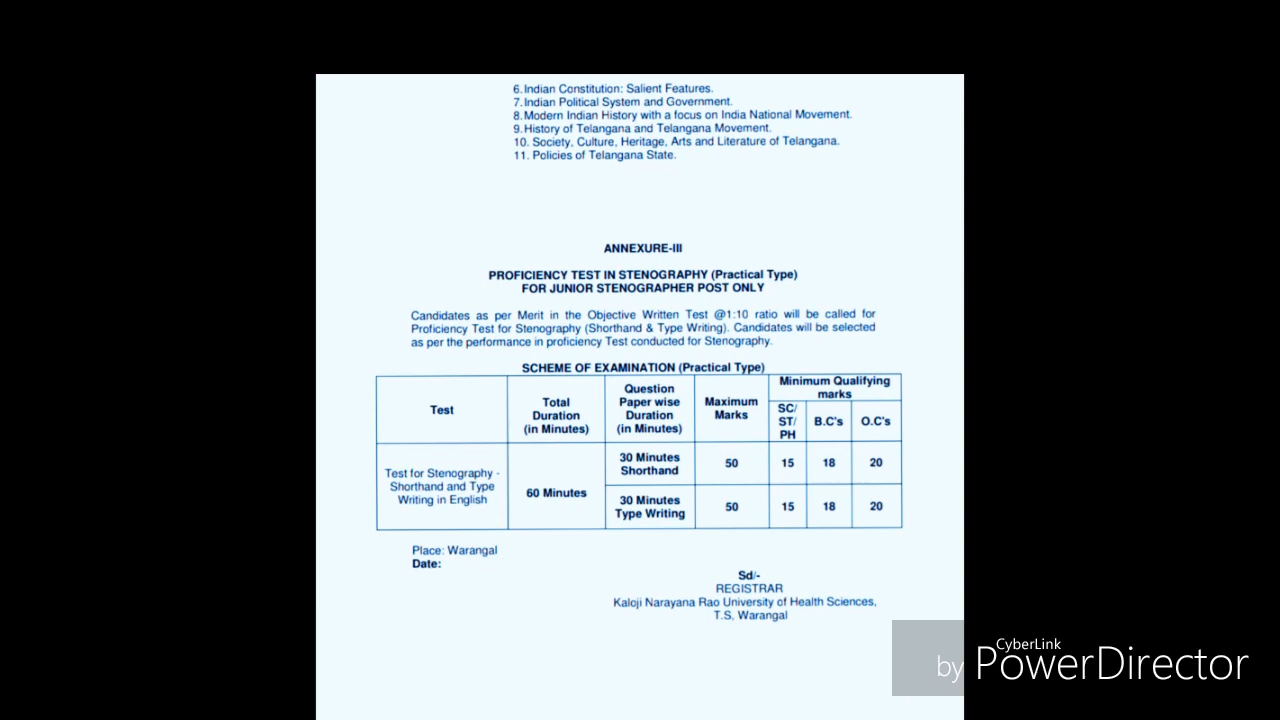 6. Indian Constitution: Salient Features.
7. Indian Political System and Government.
8. Modern Indian History with a focus on India National Movement.
9. History of Telangana and Telangana Movement.
10. Society, Culture, Heritage, Arts and Literature of Telangana.
11. Policies of Telangana State.
ANNEXURE-III
PROFICIENCY TEST IN STENOGRAPHY (Practical Type)
FOR JUNIOR STENOGRAPHER POST ONLY
Candidates as per Merit in the Objective Written Test @1:10 ratio will be called for
Proficiency Test for Stenography (Shorthand & Type Writing). Candidates will be selected
as per the performance in proficiency Test conducted for Stenography.
SCHEME OF EXAMINATION (Practical Type)
Test
Total
Duration
(in Minutes)
Question
Paper wise
Duration
(in Minutes)
Maximum
Marks
Minimum Qualifying
marks
SC/
ST/
PH
B.C's
O.C's
Test for Stenography -
Shorthand and Type
Writing in English
60 Minutes
30 Minutes
Shorthand
50
15
18
20
30 Minutes
Type Writing
50
15
18
20
Place: Warangal
Date:
Sd/-
REGISTRAR
Kaloji Narayana Rao University of Health Sciences,
T.S, Warangal
CyberLink
by PowerDirector